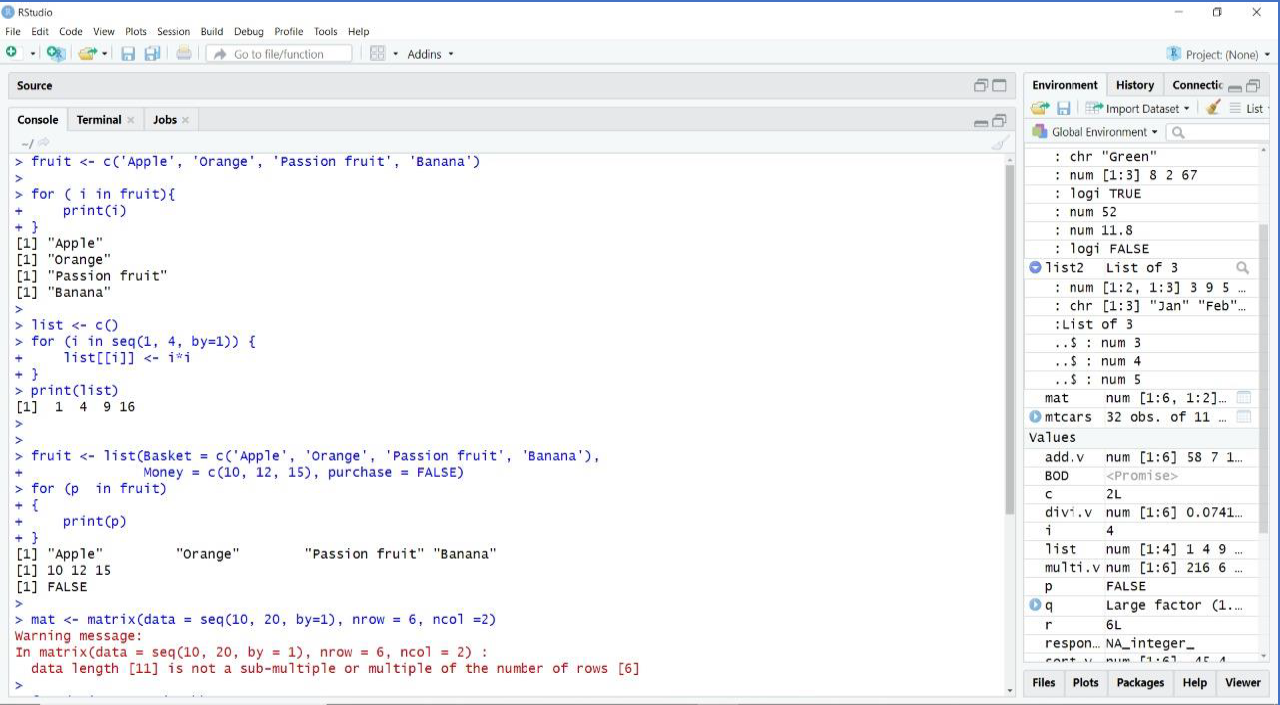 RStudio
File Edit Code View Plots Session Build Debug Profile Tools Help
Go to file/function Addins Project: (None)
Source
Console Terminal Jobs
~/
> fruit <- c('Apple', 'Orange', 'Passion fruit', 'Banana')
>
> for ( i in fruit){
+     print(i)
+ }
[1] "Apple"
[1] "Orange"
[1] "Passion fruit"
[1] "Banana"
>
> list <- c()
> for (i in seq(1, 4, by=1)) {
+     list[[i]] <- i*i
+ }
> print(list)
[1]  1  4  9 16
>
>
> fruit <- list(Basket = c('Apple', 'Orange', 'Passion fruit', 'Banana'),
+               Money = c(10, 12, 15), purchase = FALSE)
> for (p  in fruit)
+ {
+     print(p)
+ }
[1] "Apple"         "Orange"        "Passion fruit" "Banana"
[1] 10 12 15
[1] FALSE
>
> mat <- matrix(data = seq(10, 20, by=1), nrow = 6, ncol =2)
Warning message:
In matrix(data = seq(10, 20, by = 1), nrow = 6, ncol = 2) :
  data length [11] is not a sub-multiple or multiple of the number of rows [6]
>
Environment History Connectic
Import Dataset List
Global Environment
: chr "Green"
: num [1:3] 8 2 67
: logi TRUE
: num 52
: num 11.8
: logi FALSE
list2 List of 3
: num [1:2, 1:3] 3 9 5 …
: chr [1:3] "Jan" "Feb"…
:List of 3
..$ : num 3
..$ : num 4
..$ : num 5
mat num [1:6, 1:2]…
mtcars 32 obs. of 11 …
Values
add.v num [1:6] 58 7 1…
BOD <Promise>
c 2L
divi.v num [1:6] 0.0741…
i 4
list num [1:4] 1 4 9 …
multi.v num [1:6] 216 6 …
p FALSE
q Large factor (1.…
r 6L
respon… NA_integer_
Files Plots Packages Help Viewer